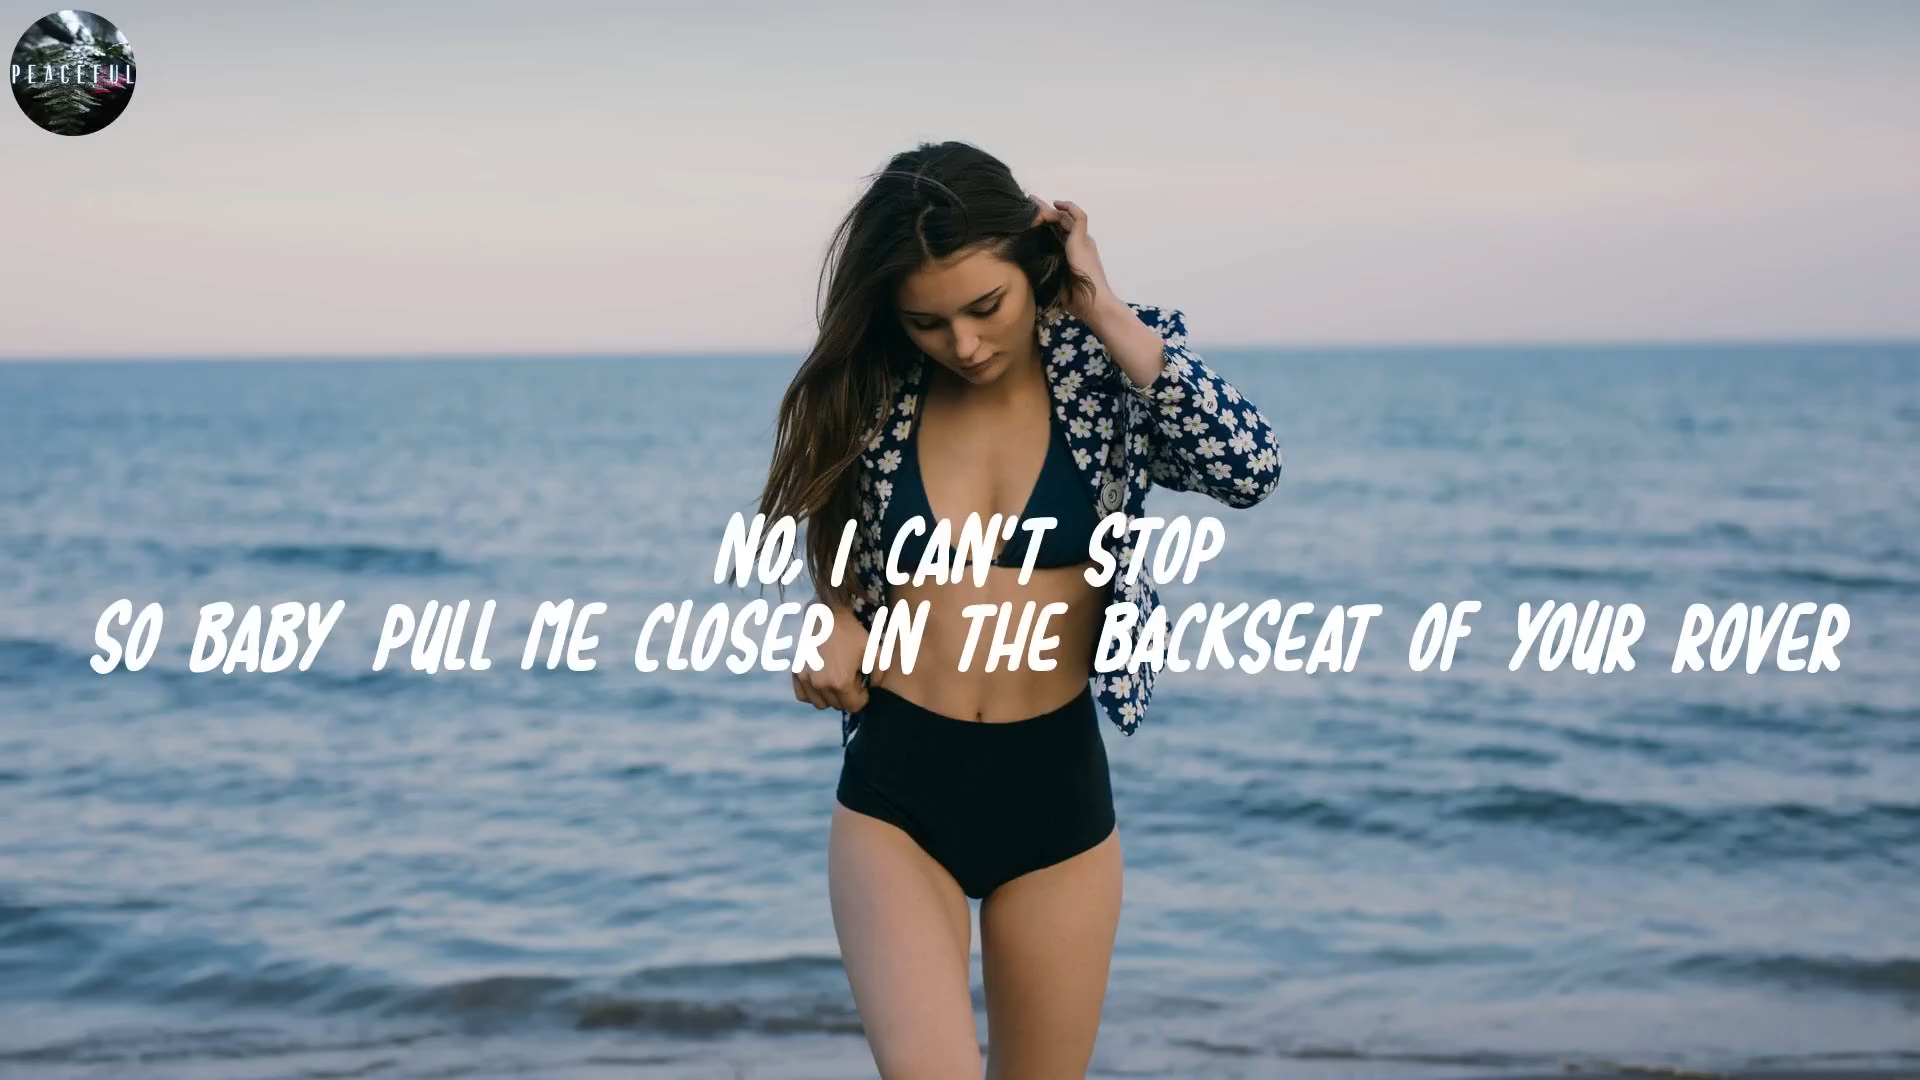 PEACEFUL
NO, I CAN'T STOP
SO BABY PULL ME CLOSER IN THE BACKSEAT OF YOUR ROVER